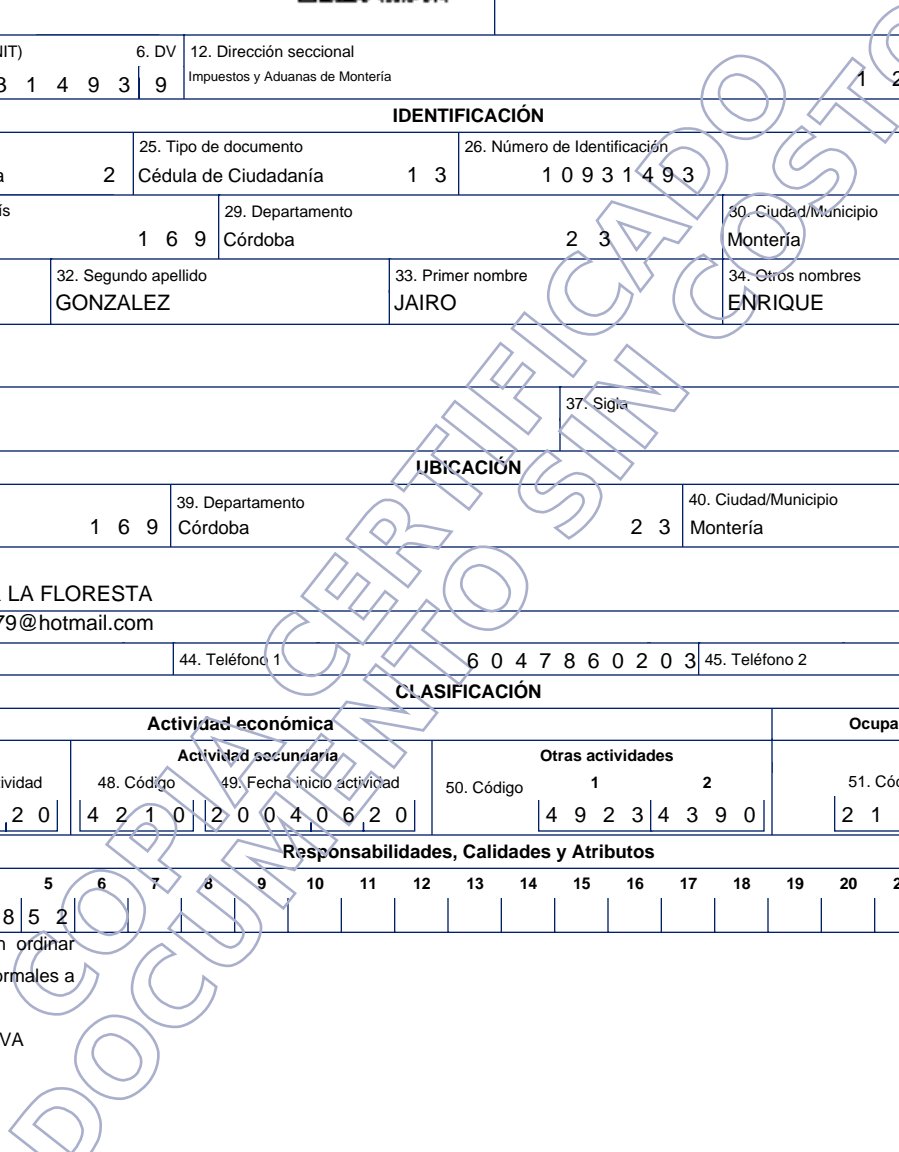 NIT) 6. DV 12. Dirección seccional
3 1 4 9 3 9 Impuestos y Aduanas de Montería 1 2
IDENTIFICACIÓN
25. Tipo de documento 26. Número de Identificación
a 2 Cédula de Ciudadanía 1 3 1 0 9 3 1 4 9 3
ís 29. Departamento 30. Ciudad/Municipio
1 6 9 Córdoba 2 3 Montería
32. Segundo apellido 33. Primer nombre 34. Otros nombres
GONZALEZ JAIRO ENRIQUE
37. Sigla
UBICACIÓN
39. Departamento 40. Ciudad/Municipio
1 6 9 Córdoba 2 3 Montería
LA FLORESTA
79@hotmail.com
44. Teléfono 1 6 0 4 7 8 6 0 2 0 3 45. Teléfono 2
CLASIFICACIÓN
Actividad económica Ocupa
Actividad secundaria Otras actividades
ividad 48. Código 49. Fecha inicio actividad 50. Código 1 2 51. Cód
2 0 4 2 1 0 2 0 0 4 0 6 2 0 4 9 2 3 4 3 9 0 2 1
Responsabilidades, Calidades y Atributos
5 6 7 8 9 10 11 12 13 14 15 16 17 18 19 20 2
8 5 2
n ordinar
ormales a
VA
COPIA CERTIFICADO
DOCUMENTO SIN COSTO